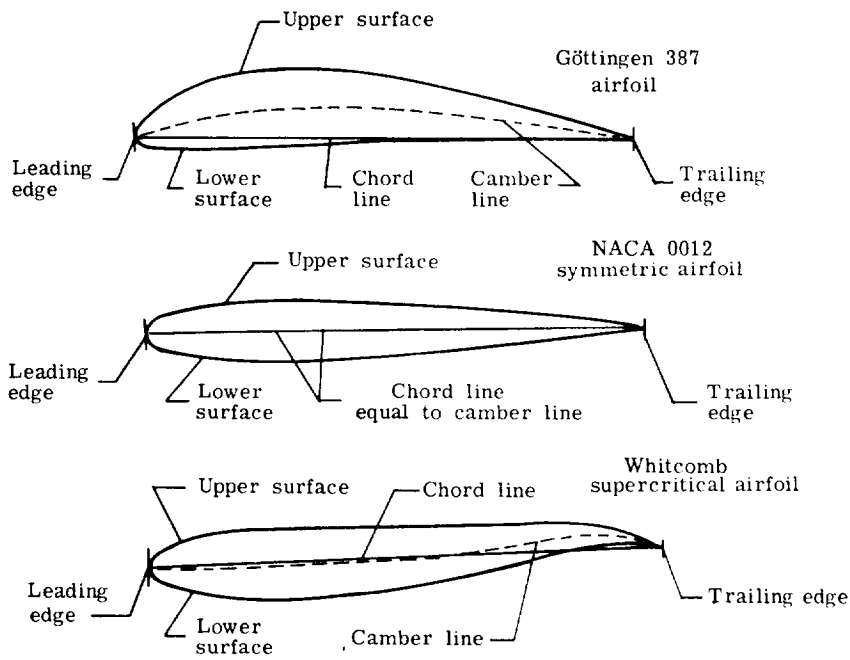 Upper surface
Göttingen 387
airfoil
Leading
edge
Lower
surface
Chord
line
Camber
line
Trailing
edge
NACA 0012
symmetric airfoil
Upper surface
Leading
edge
Lower
surface
Chord line
equal to camber line
Trailing
edge
Whitcomb
supercritical airfoil
Upper surface
Chord line
Leading
edge
Lower
surface
Camber line
Trailing edge